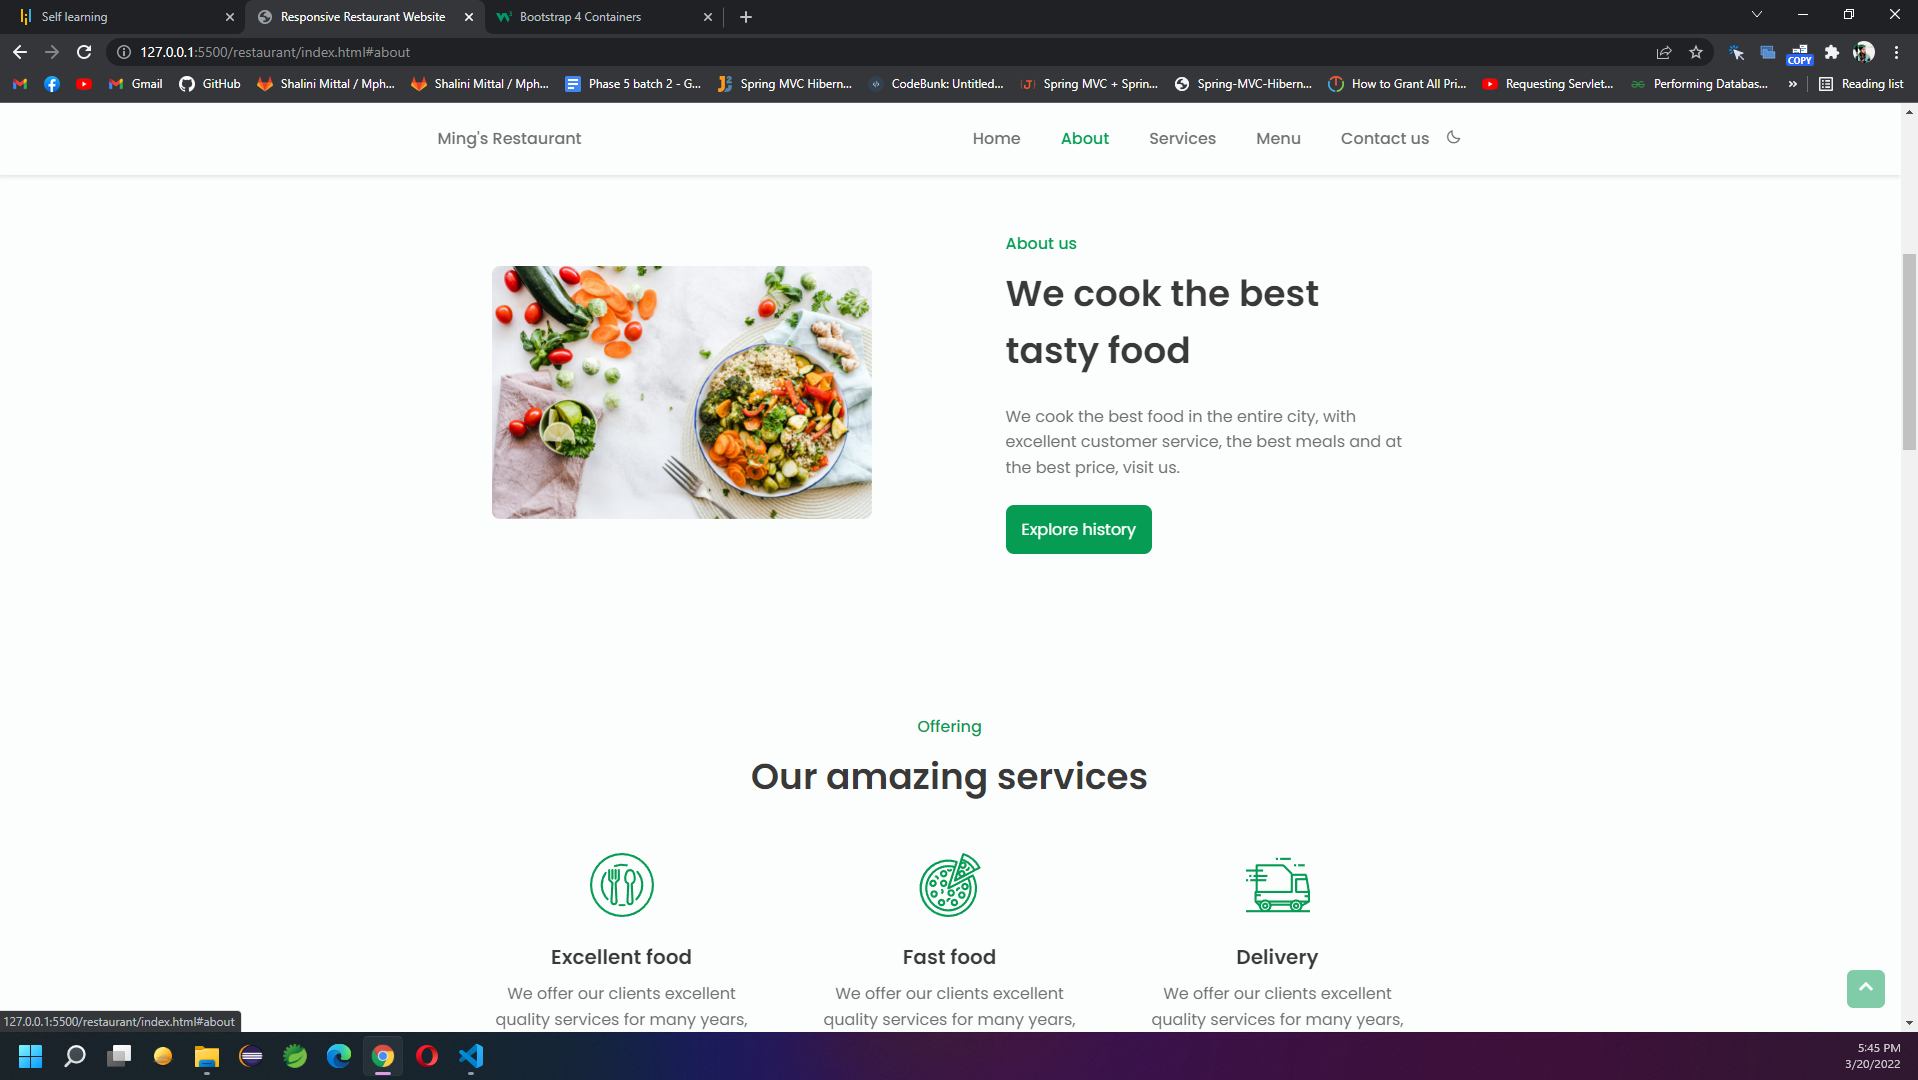 Self learning
Responsive Restaurant Website
Bootstrap 4 Containers
127.0.0.1:5500/restaurant/index.html#about
COPY
Gmail
GitHub
Shalini Mittal / Mph...
Shalini Mittal / Mph...
Phase 5 batch 2 - G...
Spring MVC Hibern...
CodeBunk: Untitled...
Spring MVC + Sprin...
Spring-MVC-Hibern...
How to Grant All Pri...
Requesting Servlet...
Performing Databas...
»
Reading list
Ming's Restaurant
Home
About
Services
Menu
Contact us
About us
We cook the best
tasty food
We cook the best food in the entire city, with
excellent customer service, the best meals and at
the best price, visit us.
Explore history
Offering
Our amazing services
Excellent food
We offer our clients excellent
quality services for many years,
Fast food
We offer our clients excellent
quality services for many years,
Delivery
We offer our clients excellent
quality services for many years,
127.0.0.1:5500/restaurant/index.html#about
5:45 PM
3/20/2022